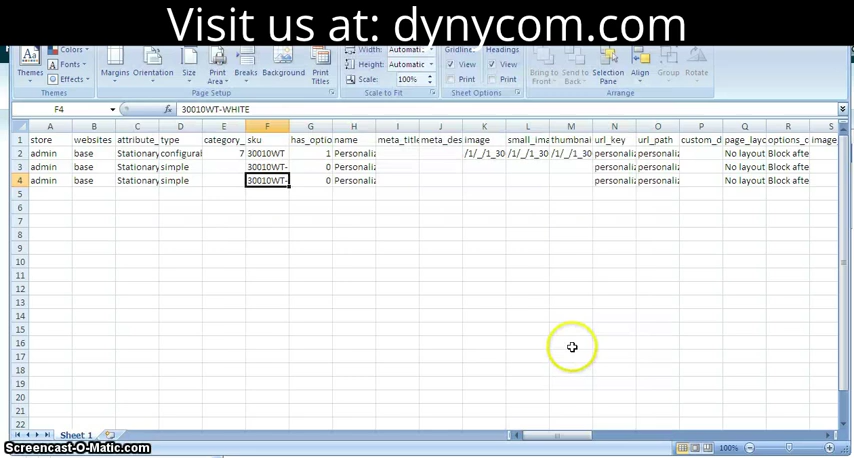 Visit us at: dynycom.com
Colors
Fonts
Effects
Themes
Margins
Orientation
Size
Print
Area
Breaks
Background
Print
Titles
Width: Automatic
Height: Automatic
Scale: 100%
Gridlines
Headings
View
View
Print
Print
Bring to
Front
Send to
Back
Selection
Pane
Align
Group
Rotate
Themes
Page Setup
Scale to Fit
Sheet Options
Arrange
F4
fx
30010WT-WHITE
A B C D E F G H I J K L M N O P Q R S
1 store websites attribute_ type category_ sku has_optio name meta_title meta_des image small_ima thumbnai url_key url_path custom_d page_layo options_c image
2 admin base Stationary configural 7 30010WT 1 Personaliz /1/_/1_30 /1/_/1_30 /1/_/1_30 personaliz personaliz No layout Block afte
3 admin base Stationary simple 30010WT- 0 Personaliz personaliz personaliz No layout Block afte
4 admin base Stationary simple 30010WT- 0 Personaliz personaliz personaliz No layout Block afte
5
6
7
8
9
10
11
12
13
14
15
16
17
18
19
20
21
22
Sheet 1
100%
Screencast-O-Matic.com